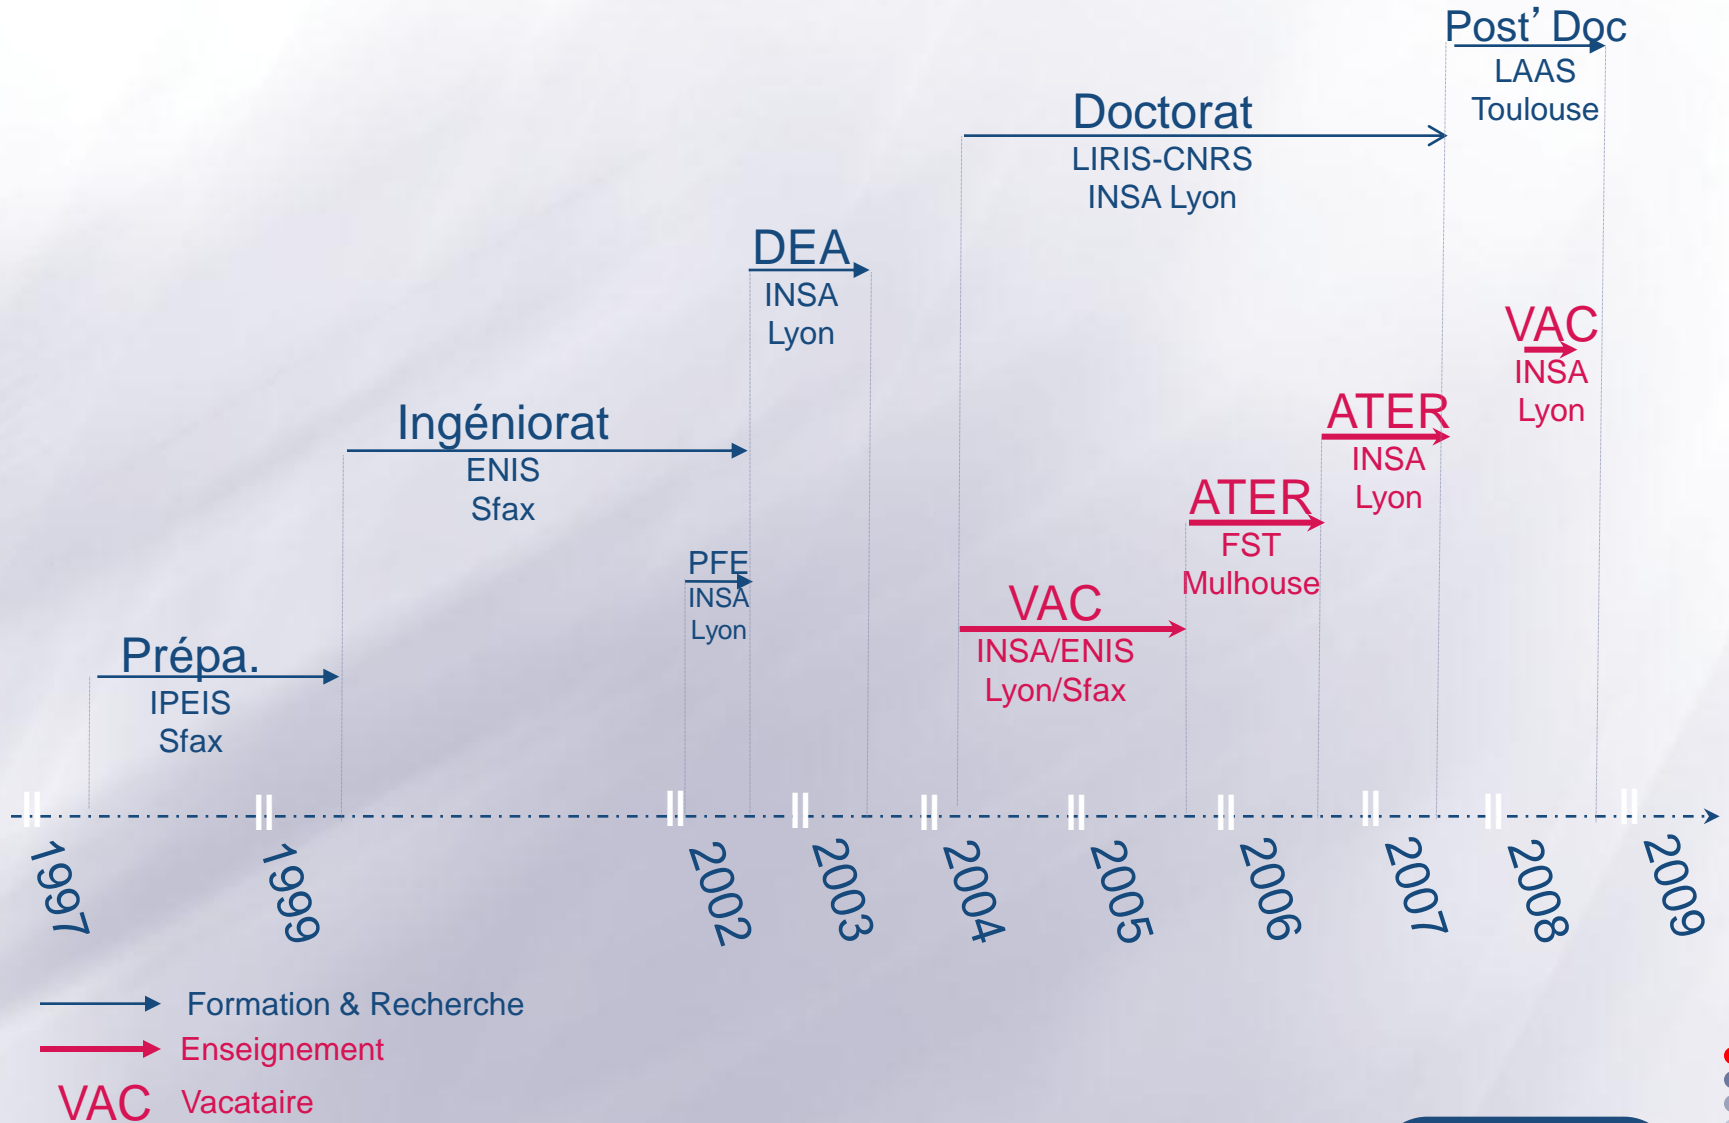 Post’ Doc
LAAS
Toulouse
Doctorat
LIRIS-CNRS
INSA Lyon
DEA
INSA
Lyon
VAC
INSA
Lyon
ATER
INSA
Lyon
Ingéniorat
ENIS
Sfax
ATER
FST
Mulhouse
PFE
INSA
Lyon
VAC
INSA/ENIS
Lyon/Sfax
Prépa.
IPEIS
Sfax
1997
1999
2002
2003
2004
2005
2006
2007
2008
2009
Formation & Recherche
Enseignement
VAC Vacataire